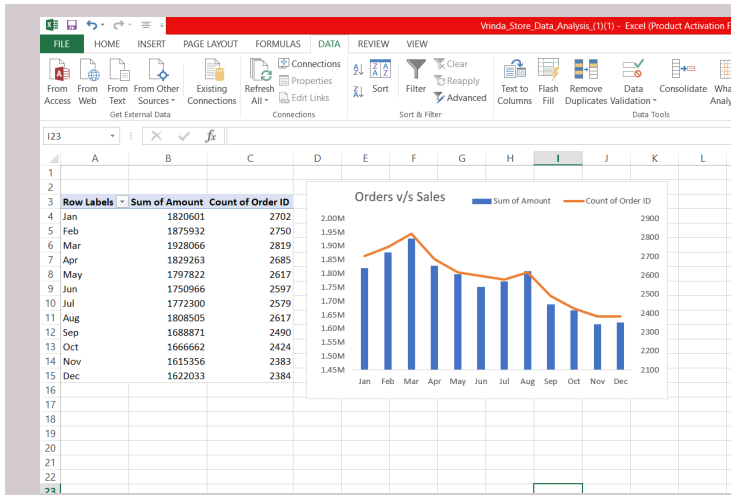 Vrinda_Store_Data_Analysis_(1)(1) - Excel (Product Activation F
FILE HOME INSERT PAGE LAYOUT FORMULAS DATA REVIEW VIEW
From Access
From Web
From Text
From Other Sources
Existing Connections
Get External Data
Refresh All
Connections
Properties
Edit Links
Connections
Sort
Filter
Clear
Reapply
Advanced
Sort & Filter
Text to Columns
Flash Fill
Remove Duplicates
Data Validation
Consolidate
Wha
Analy
Data Tools
I23 fx
A B C D E F G H I J K L
1
2
3 Row Labels Sum of Amount Count of Order ID
4 Jan 1820601 2702
5 Feb 1875932 2750
6 Mar 1928066 2819
7 Apr 1829263 2685
8 May 1797822 2617
9 Jun 1750966 2597
10 Jul 1772300 2579
11 Aug 1808505 2617
12 Sep 1688871 2490
13 Oct 1666662 2424
14 Nov 1615356 2383
15 Dec 1622033 2384
16
17
18
19
20
21
22
23
Orders v/s Sales
Sum of Amount Count of Order ID
2.00M 2900
1.95M
1.90M 2800
1.85M 2700
1.80M
1.75M 2600
1.70M 2500
1.65M
1.60M 2400
1.55M 2300
1.50M 2200
1.45M 2100
Jan Feb Mar Apr May Jun Jul Aug Sep Oct Nov Dec